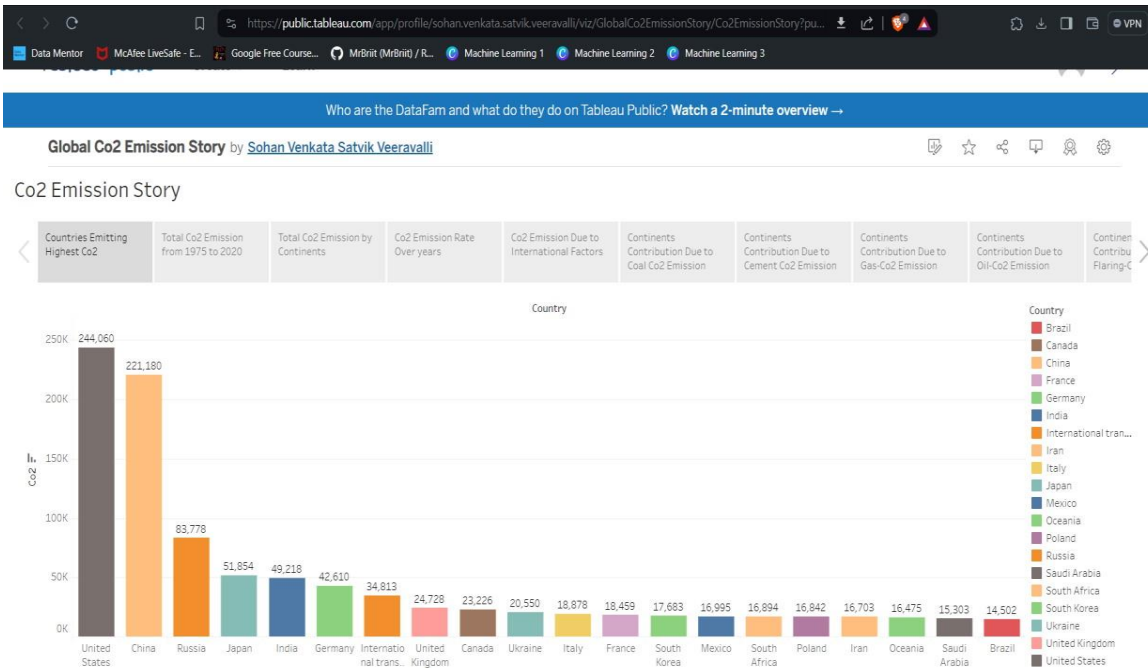 https://public.tableau.com/app/profile/sohan.venkata.satvik.veeravalli/viz/GlobalCo2EmissionStory/Co2EmissionStory?pu...
VPN
Data Mentor McAfee LiveSafe - E... Google Free Course... MrBriit (MrBriit) / R... Machine Learning 1 Machine Learning 2 Machine Learning 3
Who are the DataFam and what do they do on Tableau Public? Watch a 2-minute overview →
Global Co2 Emission Story by Sohan Venkata Satvik Veeravalli
Co2 Emission Story
Countries Emitting
Highest Co2
Total Co2 Emission
from 1975 to 2020
Total Co2 Emission by
Continents
Co2 Emission Rate
Over years
Co2 Emission Due to
International Factors
Continents
Contribution Due to
Coal Co2 Emission
Continents
Contribution Due to
Cement Co2 Emission
Continents
Contribution Due to
Gas-Co2 Emission
Continents
Contribution Due to
Oil-Co2 Emission
Continen
Contribu
Flaring-C
Country
250K
200K
150K
100K
50K
0K
Co2
244,060
221,180
83,778
51,854
49,218
42,610
34,813
24,728
23,226
20,550
18,878
18,459
17,683
16,995
16,894
16,842
16,703
16,475
15,303
14,502
United
States
China
Russia
Japan
India
Germany
Internatio
nal trans..
United
Kingdom
Canada
Ukraine
Italy
France
South
Korea
Mexico
South
Africa
Poland
Iran
Oceania
Saudi
Arabia
Brazil
Country
Brazil
Canada
China
France
Germany
India
International tran...
Iran
Italy
Japan
Mexico
Oceania
Poland
Russia
Saudi Arabia
South Africa
South Korea
Ukraine
United Kingdom
United States